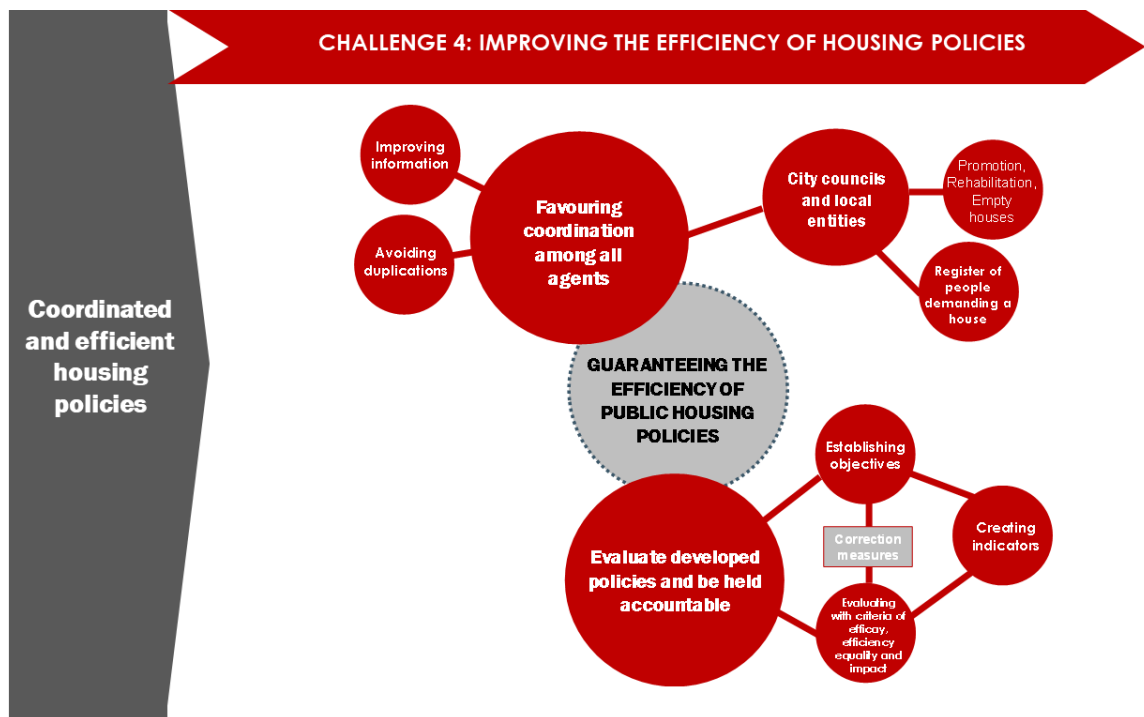 CHALLENGE 4: IMPROVING THE EFFICIENCY OF HOUSING POLICIES
Coordinated
and efficient
housing
policies
Improving
information
Avoiding
duplications
Favouring
coordination
among all
agents
City councils
and local
entities
Promotion,
Rehabilitation,
Empty
houses
Register of
people
demanding a
house
GUARANTEEING THE
EFFICIENCY OF
PUBLIC HOUSING
POLICIES
Evaluate developed
policies and be held
accountable
Establishing
objectives
Correction
measures
Creating
indicators
Evaluating
with criteria of
efficay,
efficiency
equality and
impact